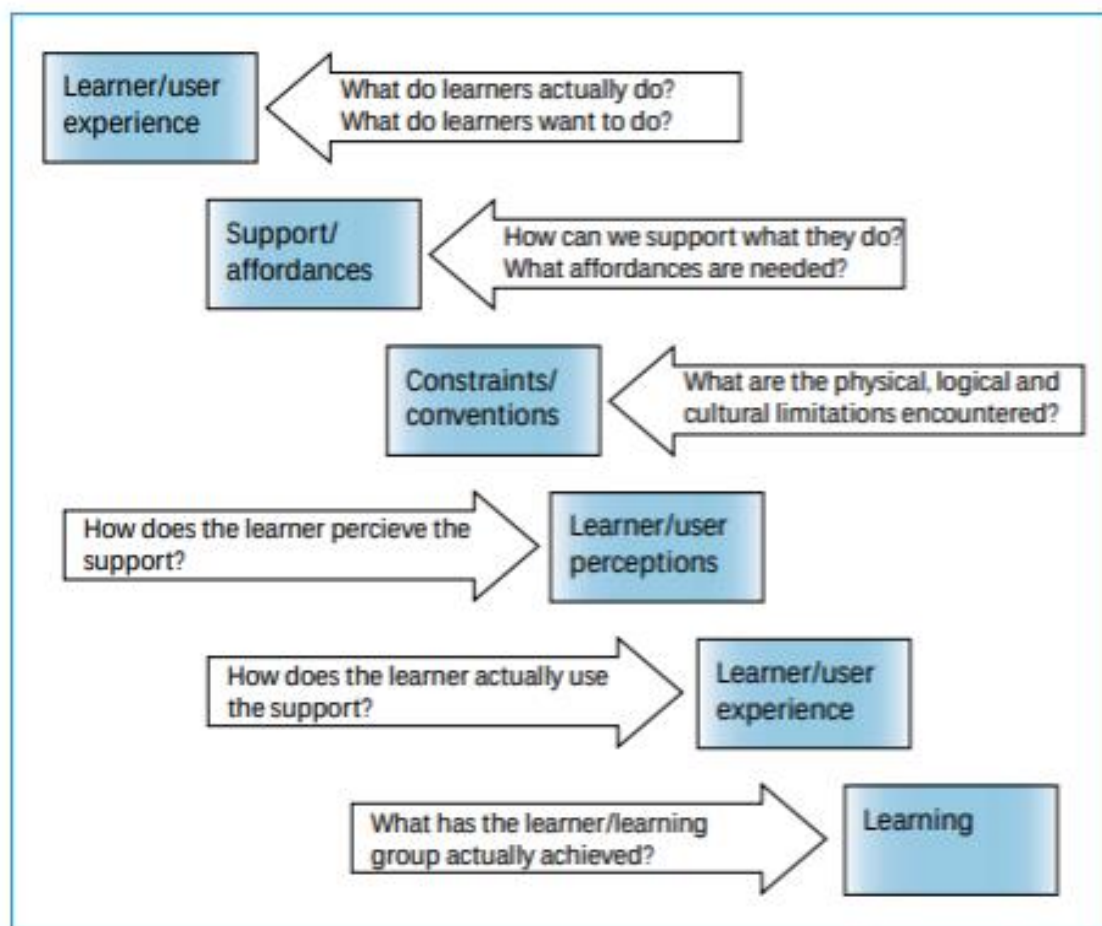 Learner/user
experience
What do learners actually do?
What do learners want to do?
Support/
affordances
How can we support what they do?
What affordances are needed?
Constraints/
conventions
What are the physical, logical and
cultural limitations encountered?
How does the learner percieve the
support?
Learner/user
perceptions
How does the learner actually use
the support?
Learner/user
experience
What has the learner/learning
group actually achieved?
Learning